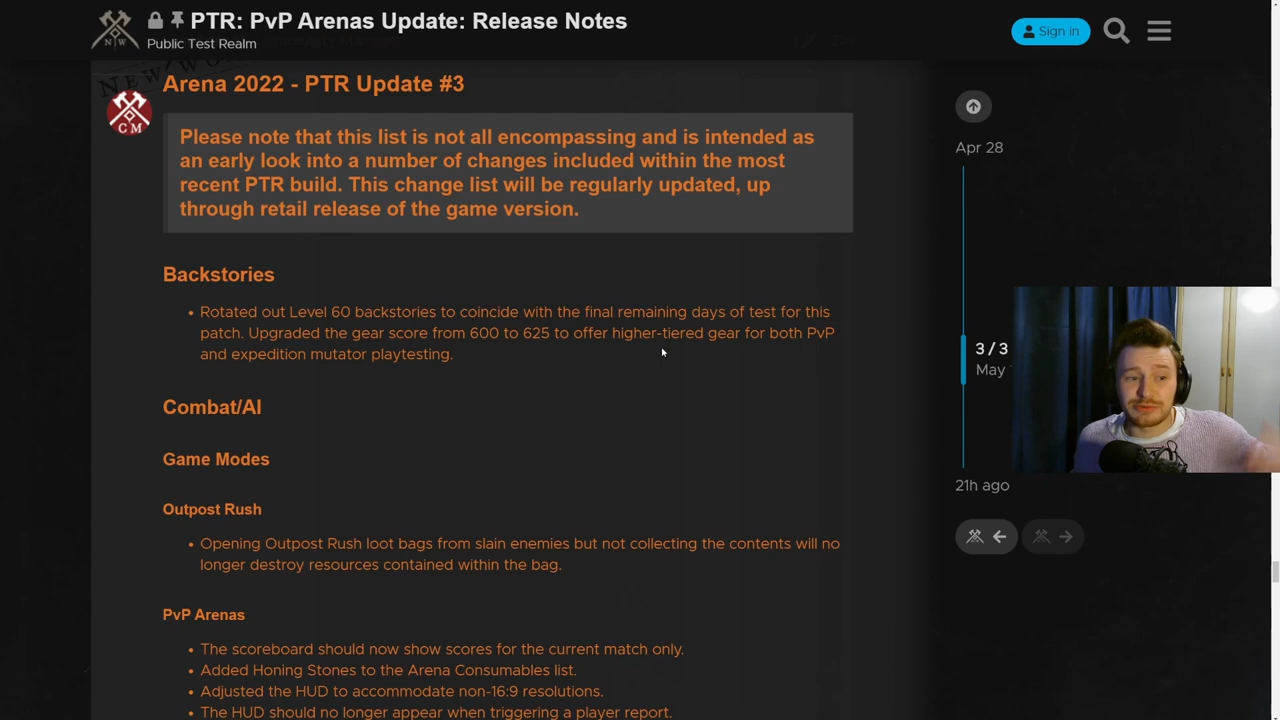 PTR: PvP Arenas Update: Release Notes
Public Test Realm
Sign in
Arena 2022 - PTR Update #3
CM
Please note that this list is not all encompassing and is intended as
an early look into a number of changes included within the most
recent PTR build. This change list will be regularly updated, up
through retail release of the game version.
Backstories
• Rotated out Level 60 backstories to coincide with the final remaining days of test for this
patch. Upgraded the gear score from 600 to 625 to offer higher-tiered gear for both PvP
and expedition mutator playtesting.
Combat/AI
Game Modes
Outpost Rush
• Opening Outpost Rush loot bags from slain enemies but not collecting the contents will no
longer destroy resources contained within the bag.
PvP Arenas
• The scoreboard should now show scores for the current match only.
• Added Honing Stones to the Arena Consumables list.
• Adjusted the HUD to accommodate non-16:9 resolutions.
• The HUD should no longer appear when triggering a player report.
Apr 28
3 / 3
May
21h ago